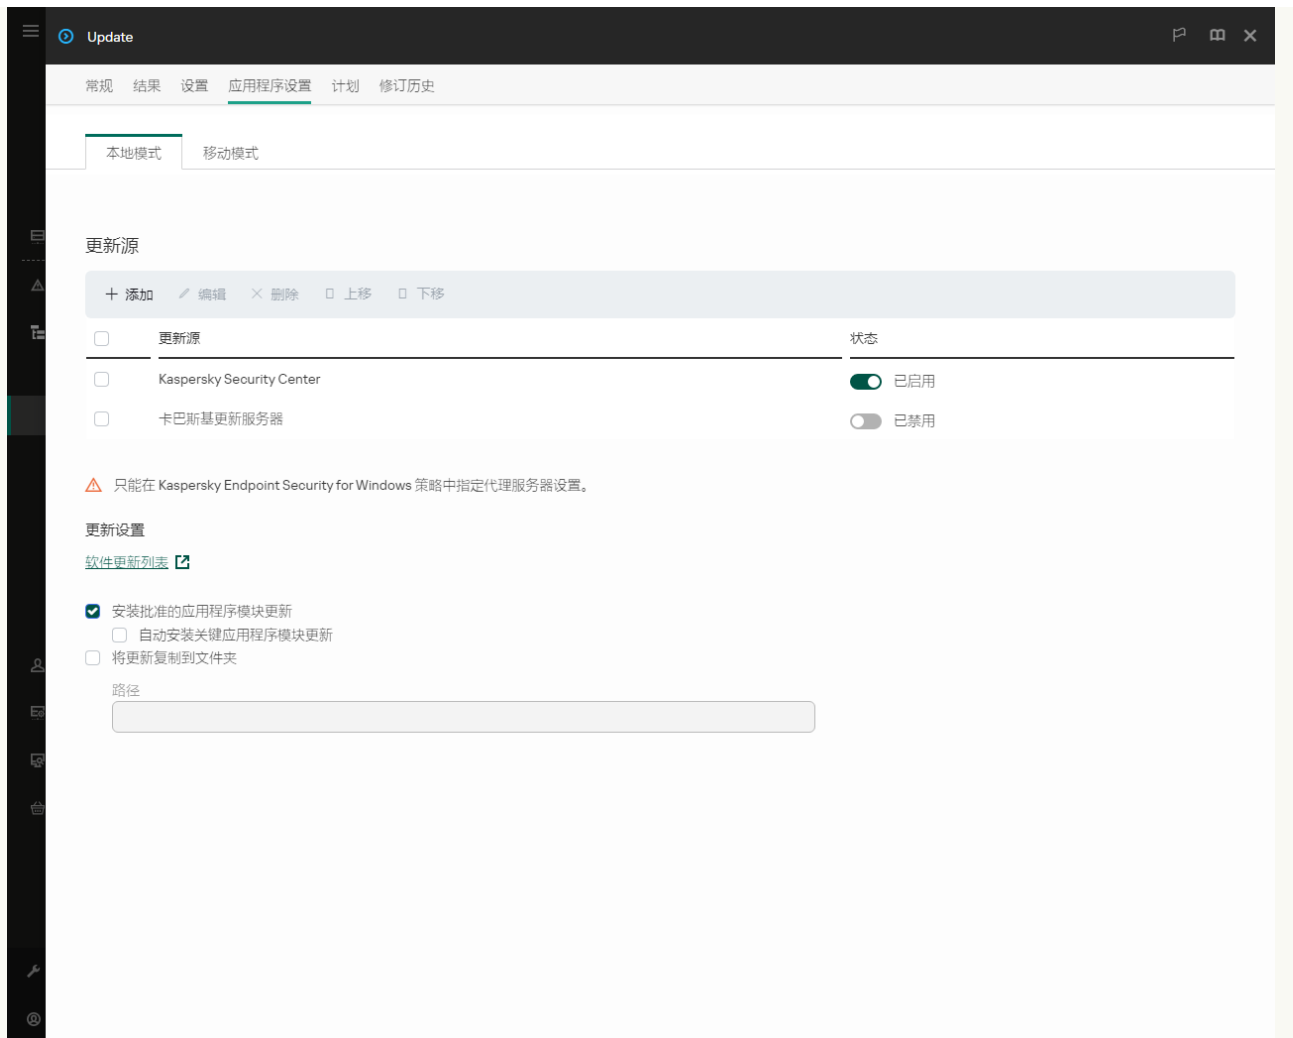 Update
常规 结果 设置 应用程序设置 计划 修订历史
本地模式 移动模式
更新源
添加 编辑 删除 上移 下移
更新源 状态
Kaspersky Security Center 已启用
卡巴斯基更新服务器 已禁用
只能在 Kaspersky Endpoint Security for Windows 策略中指定代理服务器设置。
更新设置
软件更新列表
安装批准的应用程序模块更新
自动安装关键应用程序模块更新
将更新复制到文件夹
路径